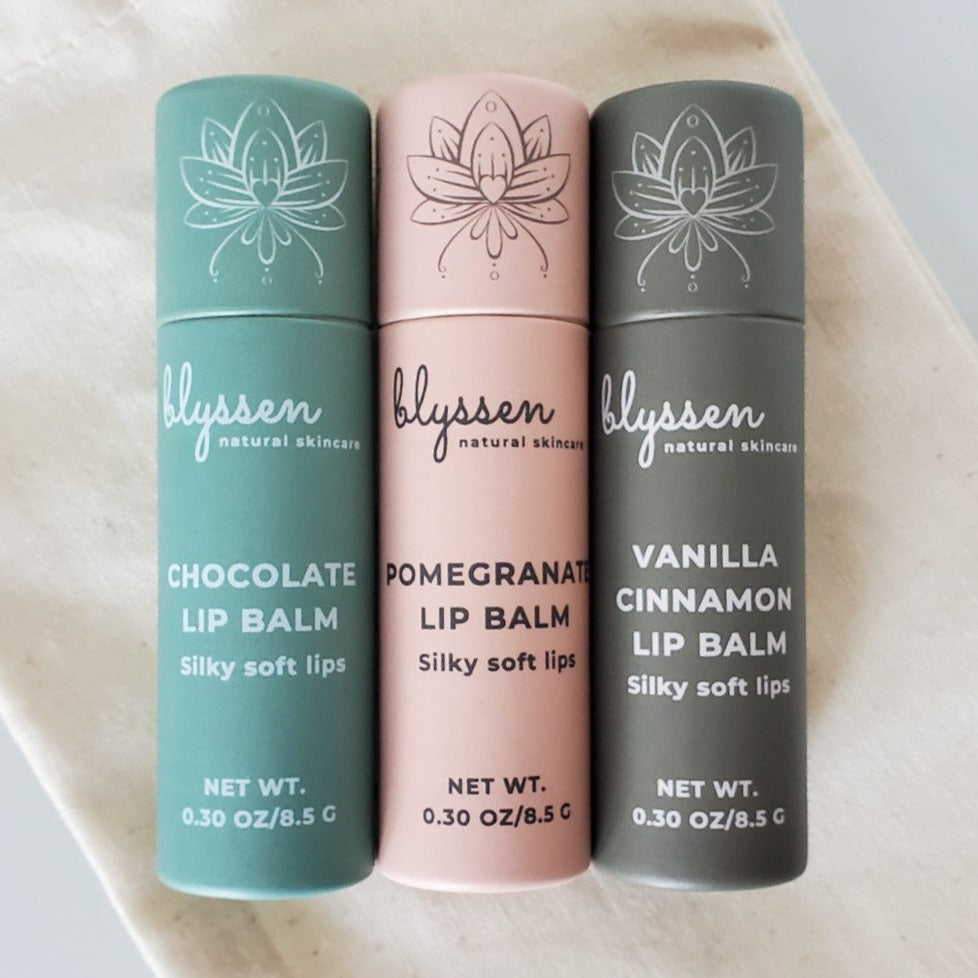 blyssen
natural skincare
CHOCOLATE
LIP BALM
Silky soft lips
NET WT.
0.30 OZ/8.5 G
blyssen
natural skincare
POMEGRANATE
LIP BALM
Silky soft lips
NET WT.
0.30 OZ/8.5 G
blyssen
natural skincare
VANILLA
CINNAMON
LIP BALM
Silky soft lips
NET WT.
0.30 OZ/8.5 G